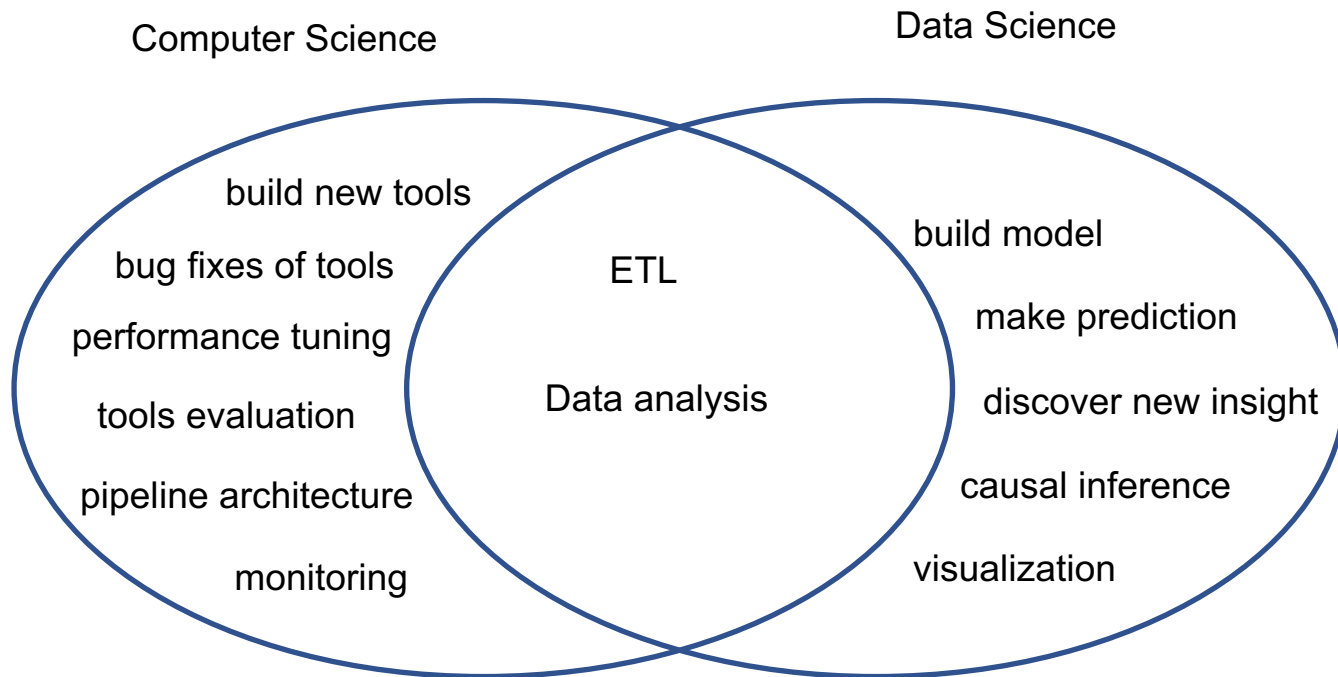 Computer Science
Data Science
build new tools
bug fixes of tools
performance tuning
tools evaluation
pipeline architecture
monitoring
ETL
Data analysis
build model
make prediction
discover new insight
causal inference
visualization